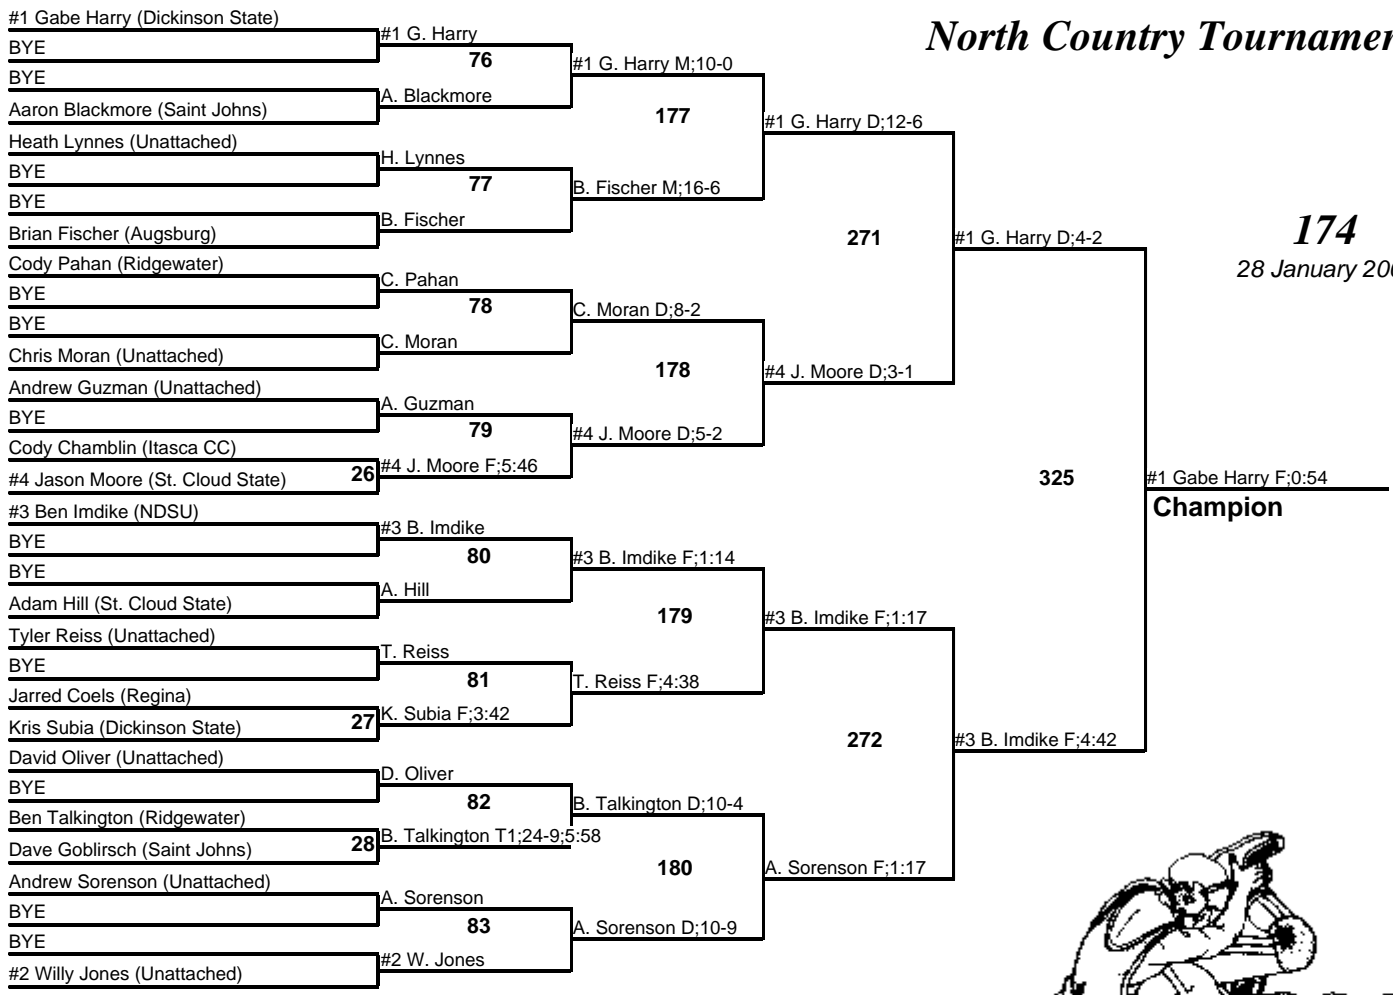 #1 Gabe Harry (Dickinson State)
BYE
BYE
Aaron Blackmore (Saint Johns)
Heath Lynnes (Unattached)
BYE
BYE
Brian Fischer (Augsburg)
Cody Pahan (Ridgewater)
BYE
BYE
Chris Moran (Unattached)
Andrew Guzman (Unattached)
BYE
Cody Chamblin (Itasca CC)
#4 Jason Moore (St. Cloud State)
#3 Ben Imdike (NDSU)
BYE
BYE
Adam Hill (St. Cloud State)
Tyler Reiss (Unattached)
BYE
Jarred Coels (Regina)
Kris Subia (Dickinson State)
David Oliver (Unattached)
BYE
Ben Talkington (Ridgewater)
Dave Goblirsch (Saint Johns)
Andrew Sorenson (Unattached)
BYE
BYE
#2 Willy Jones (Unattached)
26
27
28
#1 G. Harry
76
A. Blackmore
H. Lynnes
77
B. Fischer
C. Pahan
78
C. Moran
A. Guzman
79
#4 J. Moore F;5:46
#3 B. Imdike
80
A. Hill
T. Reiss
81
K. Subia F;3:42
D. Oliver
82
B. Talkington T1;24-9;5:58
A. Sorenson
83
#2 W. Jones
#1 G. Harry M;10-0
177
B. Fischer M;16-6
C. Moran D;8-2
178
#4 J. Moore D;5-2
#3 B. Imdike F;1:14
179
T. Reiss F;4:38
B. Talkington D;10-4
180
A. Sorenson D;10-9
#1 G. Harry D;12-6
271
#4 J. Moore D;3-1
#3 B. Imdike F;1:17
272
A. Sorenson F;1:17
#1 G. Harry D;4-2
325
#3 B. Imdike F;4:42
#1 Gabe Harry F;0:54
Champion
North Country
174
28 January